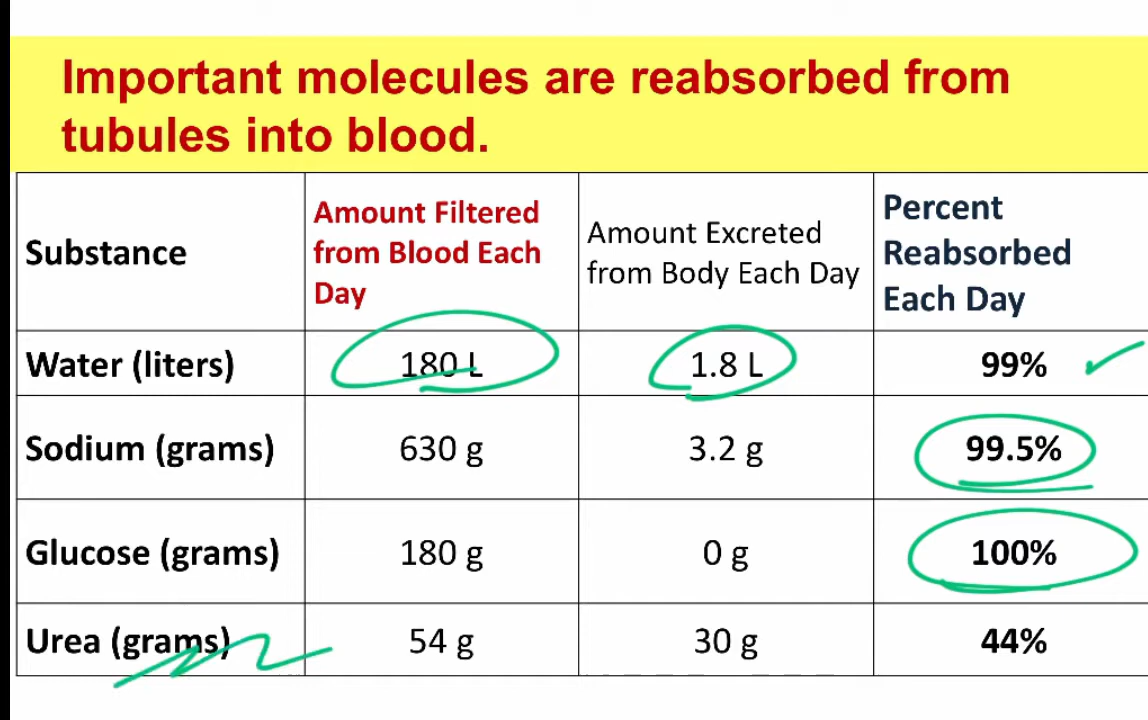 Important molecules are reabsorbed from
tubules into blood.
Substance
Amount Filtered
from Blood Each
Day
Amount Excreted
from Body Each Day
Percent
Reabsorbed
Each Day
Water (liters) 180 L 1.8 L 99%
Sodium (grams) 630 g 3.2 g 99.5%
Glucose (grams) 180 g 0 g 100%
Urea (grams) 54 g 30 g 44%